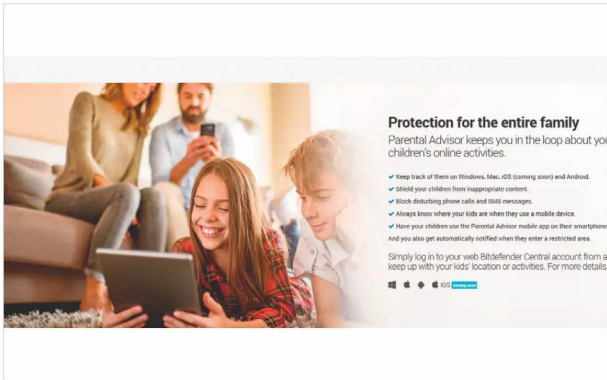 Protection for the entire family
Parental Advisor keeps you in the loop about you
children's online activities.
Keep track of them on Windows, Mac, iOS (coming soon) and Android.
Shield your children from inappropriate content.
Block disturbing phone calls and SMS messages.
Always know where your kids are when they use a mobile device.
Have your children use the Parental Advisor mobile app on their smartphone
And you also get automatically notified when they enter a restricted area.
Simply log in to your web Bitdefender Central account from a
keep up with your kids' location or activities. For more details
iOS coming soon